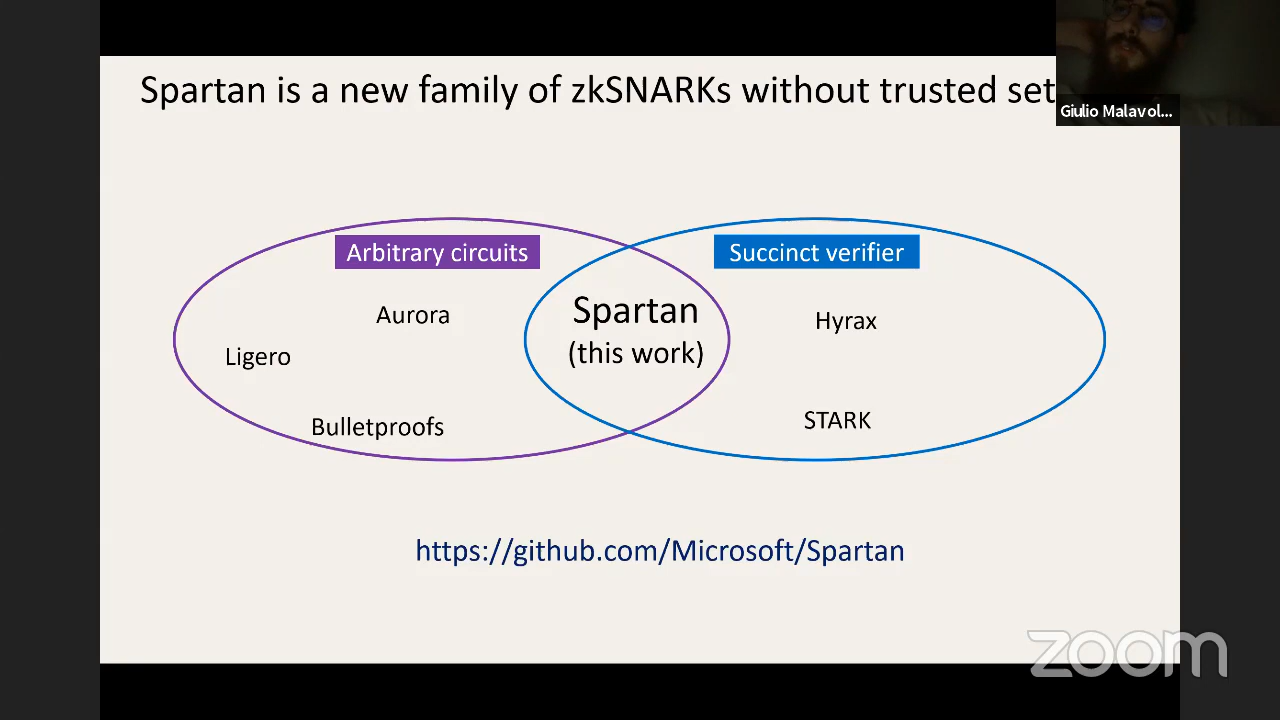 Spartan is a new family of zkSNARKs without trusted set
Giulio Malavol...
Arbitrary circuits
Succinct verifier
Aurora
Spartan
(this work)
Hyrax
Ligero
Bulletproofs
STARK
https://github.com/Microsoft/Spartan
zoom